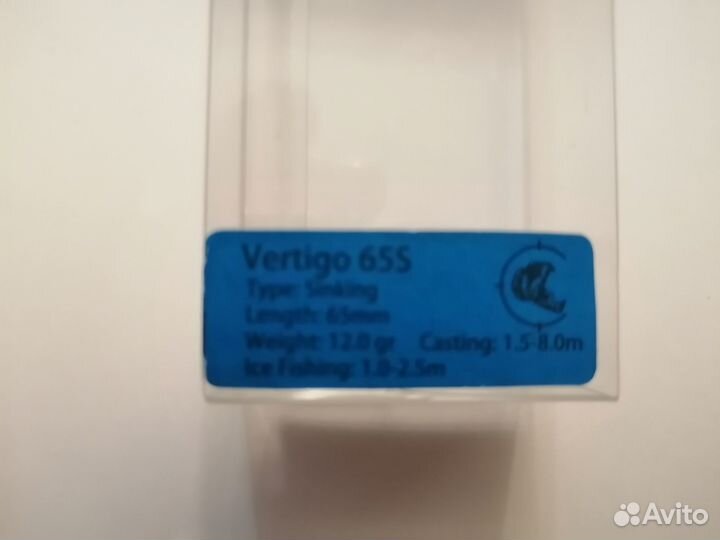 Vertigo 65S
Type: Sinking
Length: 65mm
Weight: 12.0 gr Casting: 1.5-8.0m
Ice Fishing: 1.8-2.5m
Avito